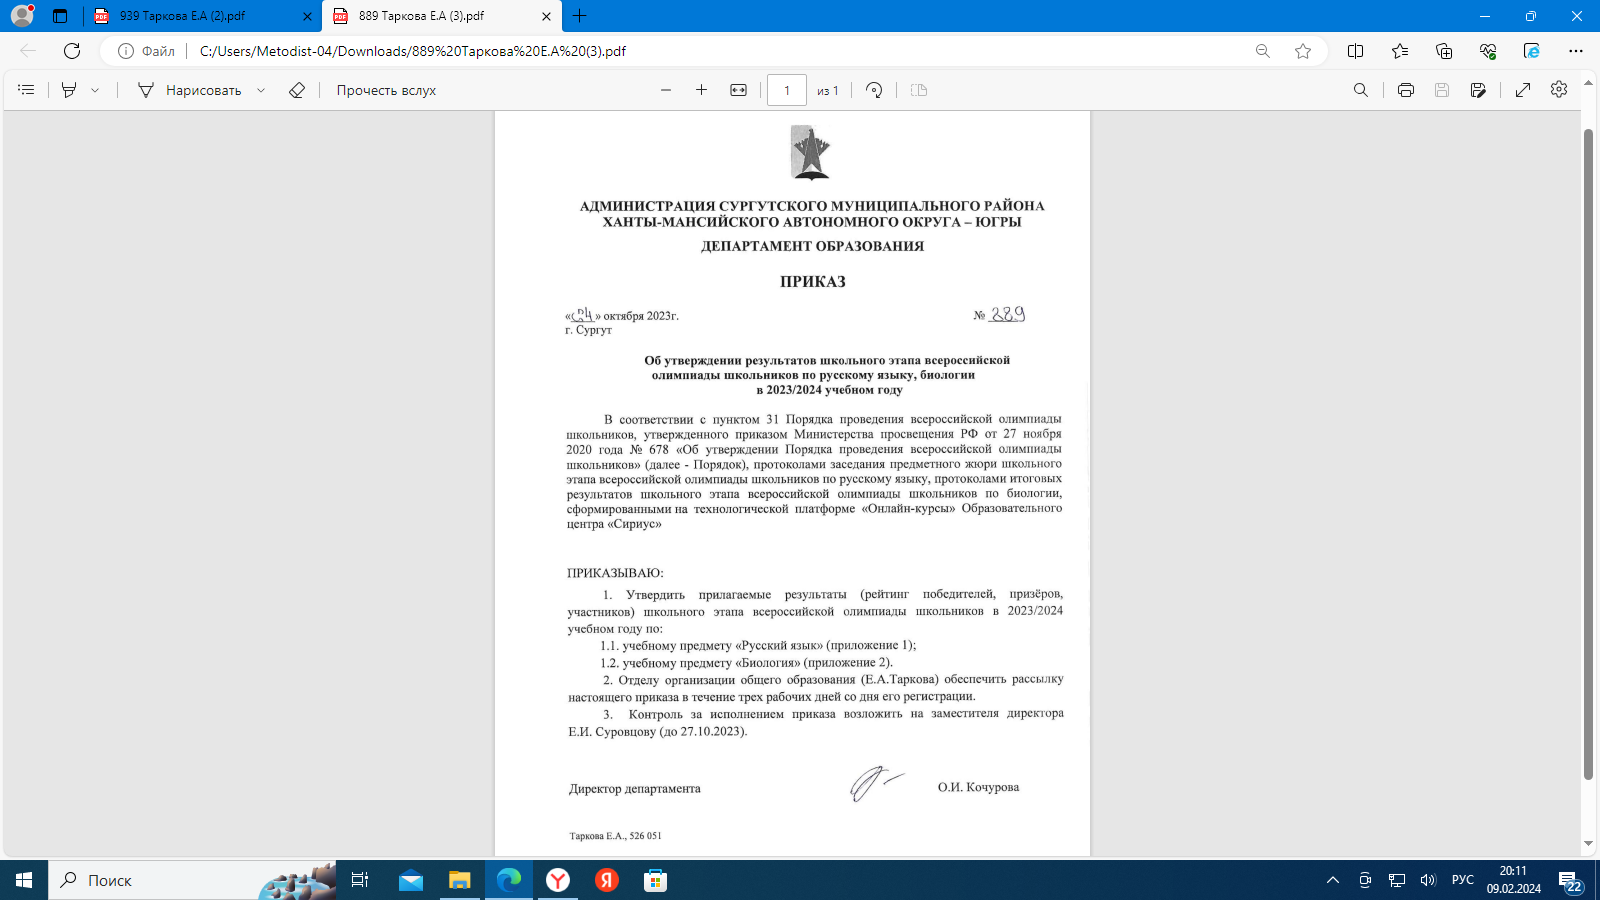 939 Таркова Е.А (2).pdf
889 Таркова Е.А (3).pdf
Файл
C:/Users/Metodist-04/Downloads/889%20Таркова%20Е.А%20(3).pdf
Нарисовать
Прочесть вслух
1
из 1
АДМИНИСТРАЦИЯ СУРГУТСКОГО МУНИЦИПАЛЬНОГО РАЙОНА
ХАНТЫ-МАНСИЙСКОГО АВТОНОМНОГО ОКРУГА – ЮГРЫ
ДЕПАРТАМЕНТ ОБРАЗОВАНИЯ
ПРИКАЗ
«24» октября 2023г.
№ 889
г. Сургут
Об утверждении результатов школьного этапа всероссийской
олимпиады школьников по русскому языку, биологии
в 2023/2024 учебном году
В соответствии с пунктом 31 Порядка проведения всероссийской олимпиады
школьников, утвержденного приказом Министерства просвещения РФ от 27 ноября
2020 года № 678 «Об утверждении Порядка проведения всероссийской олимпиады
школьников» (далее - Порядок), протоколами заседания предметного жюри школьного
этапа всероссийской олимпиады школьников по русскому языку, протоколами итоговых
результатов школьного этапа всероссийской олимпиады школьников по биологии,
сформированными на технологической платформе «Онлайн-курсы» Образовательного
центра «Сириус»
ПРИКАЗЫВАЮ:
1. Утвердить прилагаемые результаты (рейтинг победителей, призёров,
участников) школьного этапа всероссийской олимпиады школьников в 2023/2024
учебном году по:
1.1. учебному предмету «Русский язык» (приложение 1);
1.2. учебному предмету «Биология» (приложение 2).
2. Отделу организации общего образования (Е.А.Таркова) обеспечить рассылку
настоящего приказа в течение трех рабочих дней со дня его регистрации.
3. Контроль за исполнением приказа возложить на заместителя директора
Е.И. Суровцову (до 27.10.2023).
Директор департамента
О.И. Кочурова
Таркова Е.А., 526 051
Поиск
РУС
20:11
09.02.2024
22